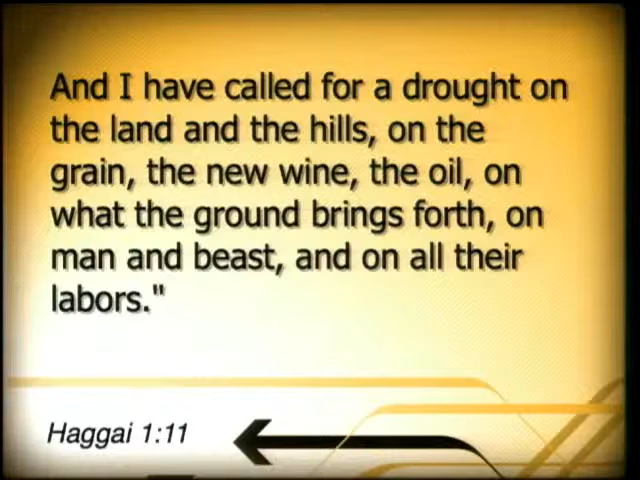 And I have called for a drought on
the land and the hills, on the
grain, the new wine, the oil, on
what the ground brings forth, on
man and beast, and on all their
labors."
Haggai 1:11